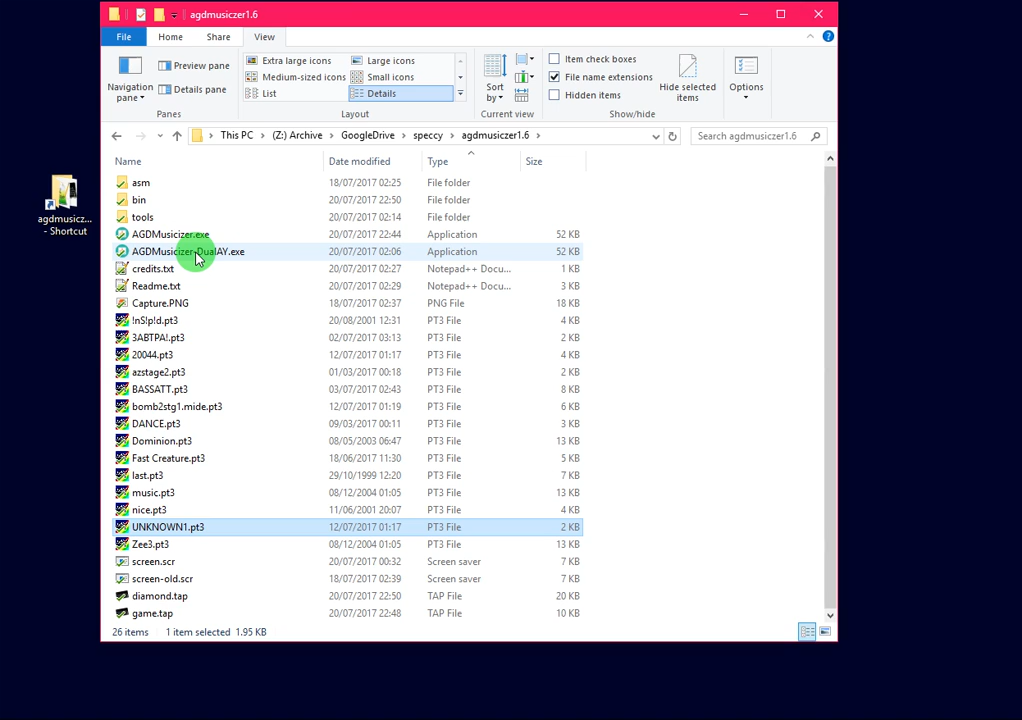 agdmusiczer1.6
File Home Share View
Navigation pane
Preview pane
Details pane
Panes
Extra large icons Large icons
Medium-sized icons Small icons
List Details
Layout
Sort by
Current view
Item check boxes
File name extensions
Hidden items
Hide selected items
Show/hide
Options
This PC > (Z:) Archive > GoogleDrive > speccy > agdmusiczer1.6 >
Search agdmusiczer1.6
Name Date modified Type Size
asm 18/07/2017 02:25 File folder
bin 20/07/2017 22:50 File folder
tools 20/07/2017 02:14 File folder
AGDMusicizer.exe 20/07/2017 22:44 Application 52 KB
AGDMusicizer-DualAY.exe 20/07/2017 02:06 Application 52 KB
credits.txt 20/07/2017 02:27 Notepad++ Docu... 1 KB
Readme.txt 20/07/2017 02:29 Notepad++ Docu... 3 KB
Capture.PNG 18/07/2017 02:37 PNG File 18 KB
!nS!p!d.pt3 20/08/2001 12:31 PT3 File 4 KB
3ABTPA!.pt3 02/07/2017 03:13 PT3 File 2 KB
20044.pt3 12/07/2017 01:17 PT3 File 4 KB
azstage2.pt3 01/03/2017 00:18 PT3 File 2 KB
BASSATT.pt3 03/07/2017 02:43 PT3 File 8 KB
bomb2stg1.mide.pt3 12/07/2017 01:19 PT3 File 6 KB
DANCE.pt3 09/03/2017 00:11 PT3 File 3 KB
Dominion.pt3 08/05/2003 06:47 PT3 File 13 KB
Fast Creature.pt3 18/06/2017 11:30 PT3 File 5 KB
last.pt3 29/10/1999 12:20 PT3 File 7 KB
music.pt3 08/12/2004 01:05 PT3 File 13 KB
nice.pt3 11/06/2001 20:07 PT3 File 4 KB
UNKNOWN1.pt3 12/07/2017 01:17 PT3 File 2 KB
Zee3.pt3 08/12/2004 01:05 PT3 File 13 KB
screen.scr 20/07/2017 00:32 Screen saver 7 KB
screen-old.scr 18/07/2017 02:39 Screen saver 7 KB
diamond.tap 20/07/2017 22:50 TAP File 20 KB
game.tap 20/07/2017 22:48 TAP File 10 KB
26 items 1 item selected 1.95 KB
agdmusicz...
- Shortcut